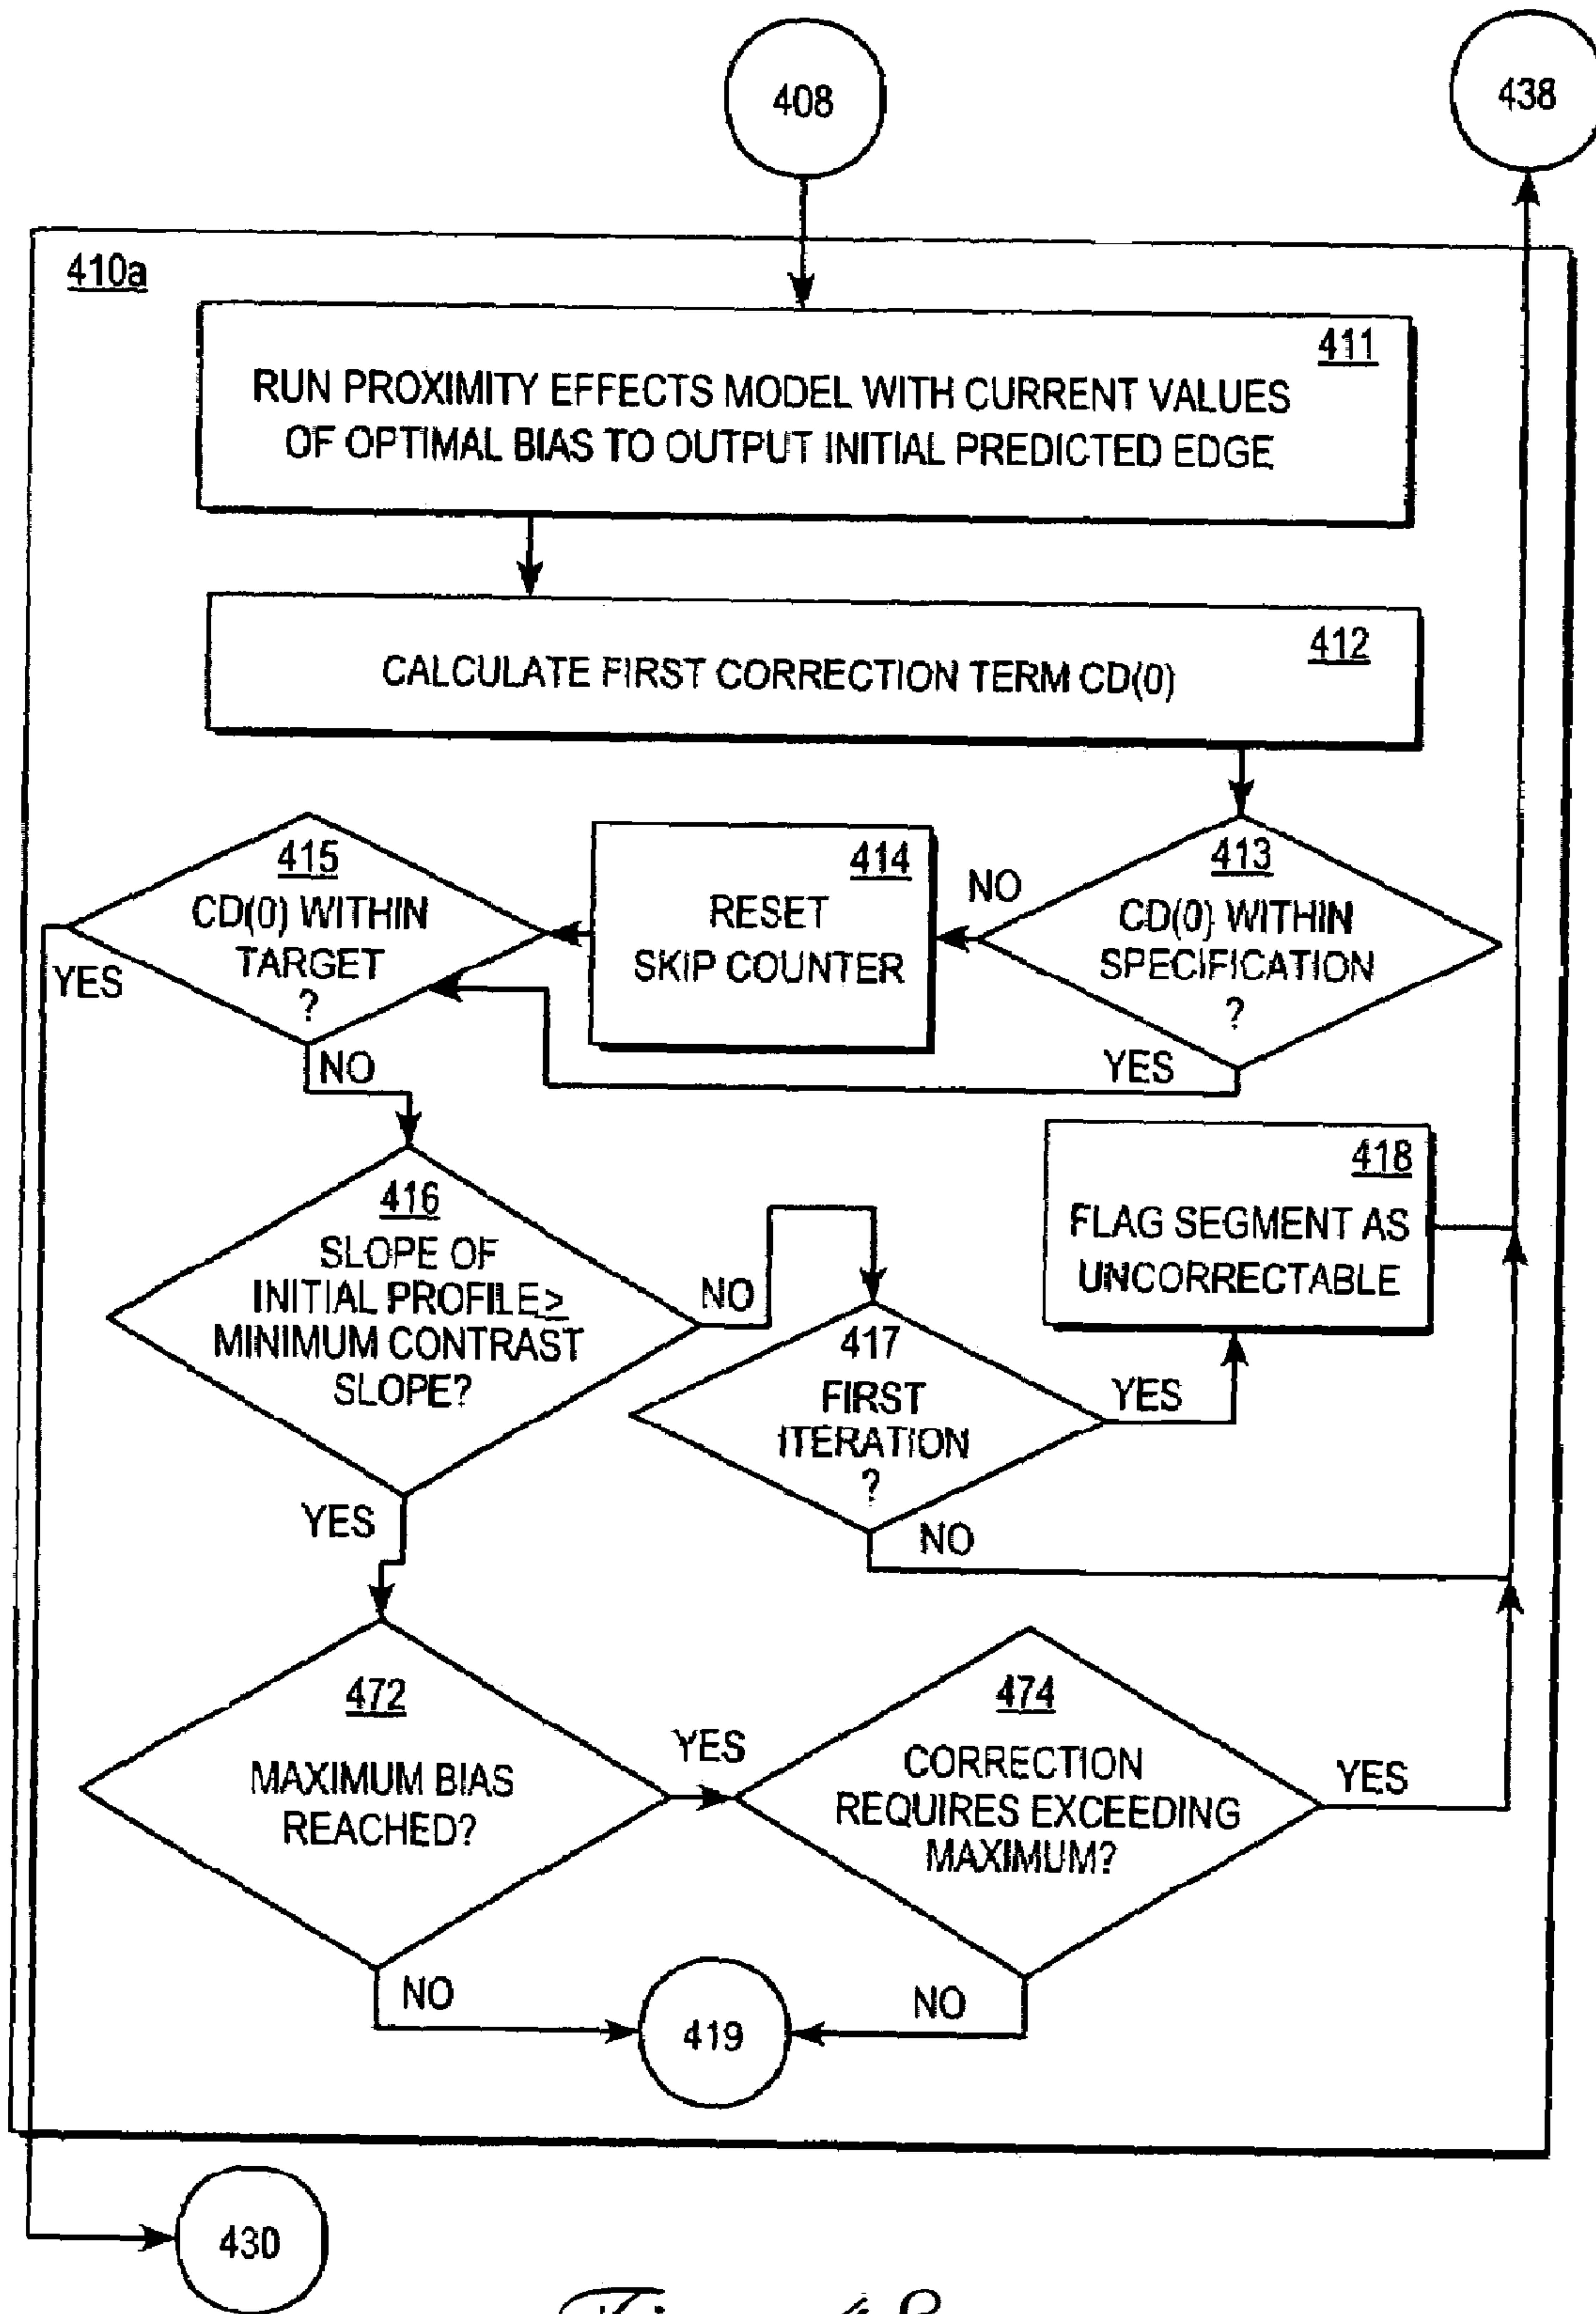 408
438
410a
411
RUN PROXIMITY EFFECTS MODEL WITH CURRENT VALUES
OF OPTIMAL BIAS TO OUTPUT INITIAL PREDICTED EDGE
412
CALCULATE FIRST CORRECTION TERM CD(0)
415
CD(0) WITHIN
TARGET
?
YES
NO
414
RESET
SKIP COUNTER
NO
413
CD(0) WITHIN
SPECIFICATION
?
YES
416
SLOPE OF
INITIAL PROFILE≥
MINIMUM CONTRAST
SLOPE?
NO
YES
417
FIRST
ITERATION
?
YES
NO
418
FLAG SEGMENT AS
UNCORRECTABLE
472
MAXIMUM BIAS
REACHED?
YES
NO
474
CORRECTION
REQUIRES EXCEEDING
MAXIMUM?
YES
NO
419
430